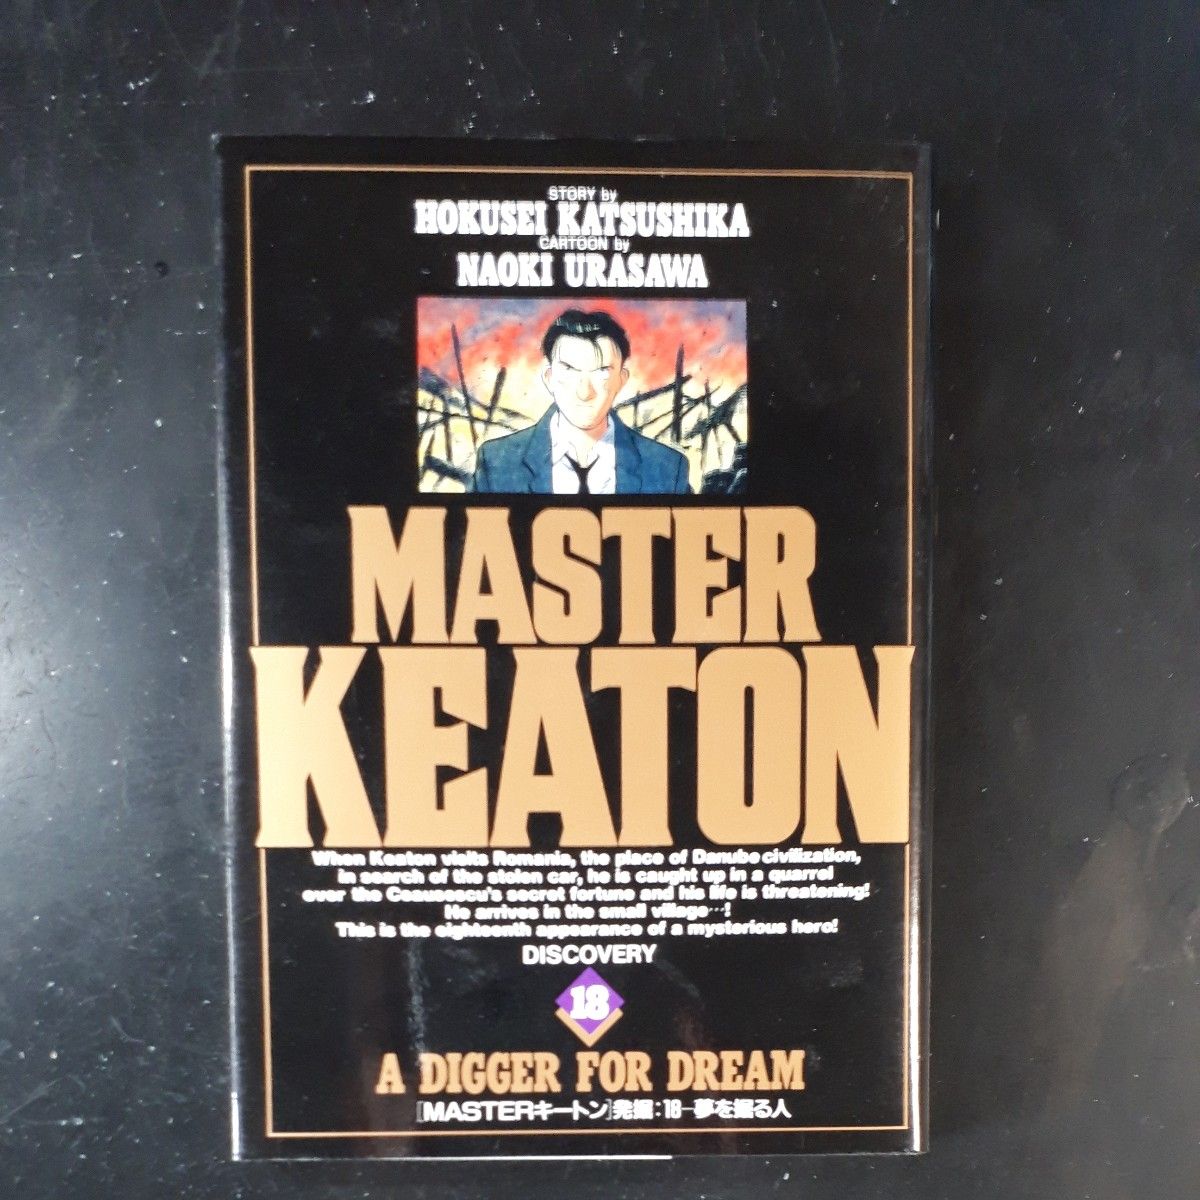 STORY by
HOKUSEI KATSUSHIKA
CARTOON by
NAOKI URASAWA
MASTER
KEATON
When Keaton visits Romania, the place of Danube civilization,
in search of the stolen car, he is caught up in a quarrel
over the Ceausescu's secret fortune and his life is threatening!
He arrives in the small village…!
This is the eighteenth appearance of a mysterious hero!
DISCOVERY
18
A DIGGER FOR DREAM
[MASTERキートン]発掘:18─夢を掘る人